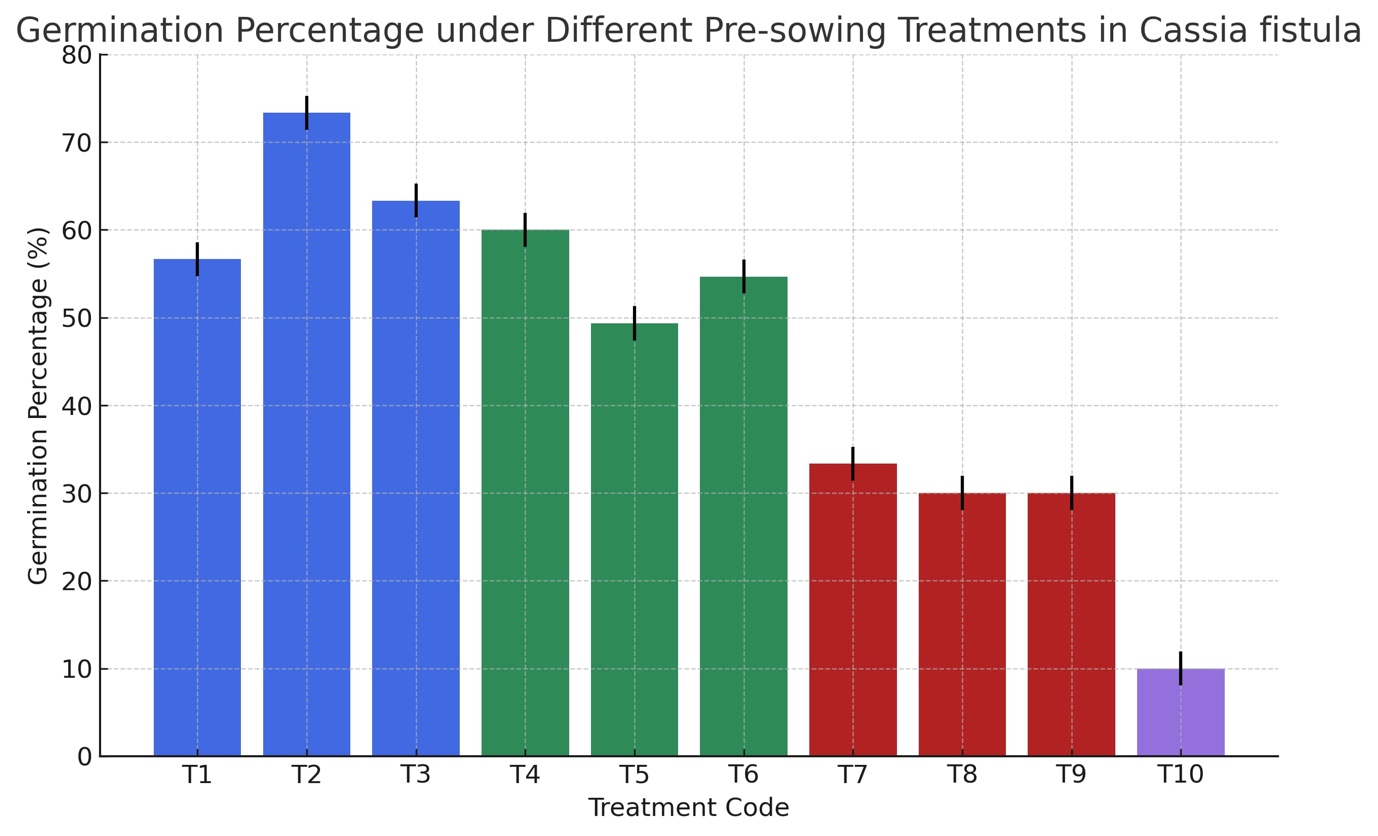 Germination Percentage under Different Pre-sowing Treatments in Cassia fistula
80
70
60
50
40
30
20
10
0
Germination Percentage (%)
T1 T2 T3 T4 T5 T6 T7 T8 T9 T10
Treatment Code